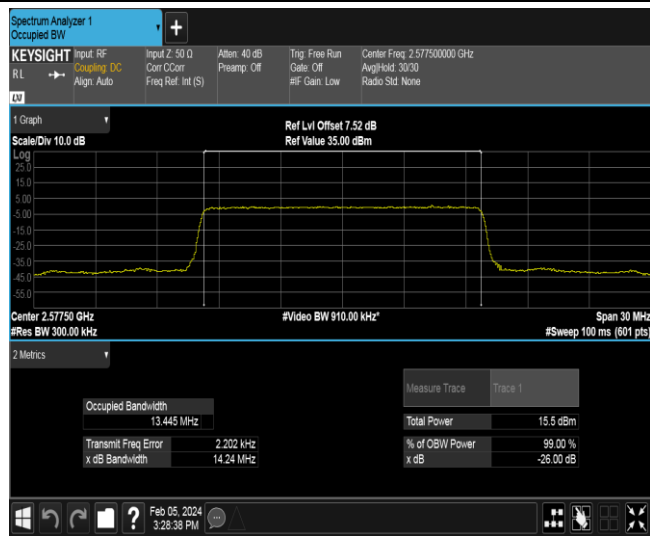 Spectrum Analyzer 1
Occupied BW
+
KEYSIGHT Input: RF Input Z: 50 Ω Atten: 40 dB Trig: Free Run Center Freq: 2.577500000 GHz
RL Coupling: DC Corr CCorr Preamp: Off Gate: Off Avg|Hold: 30/30
Align: Auto Freq Ref: Int (S) #IF Gain: Low Radio Std: None
LXI
1 Graph
Ref Lvl Offset 7.52 dB
Scale/Div 10.0 dB Ref Value 35.00 dBm
Log
25.0
15.0
5.00
-5.00
-15.0
-25.0
-35.0
-45.0
-55.0
Center 2.57750 GHz #Video BW 910.00 kHz* Span 30 MHz
#Res BW 300.00 kHz #Sweep 100 ms (601 pts)
2 Metrics
Measure Trace Trace 1
Occupied Bandwidth
13.445 MHz Total Power 15.5 dBm
Transmit Freq Error 2.202 kHz % of OBW Power 99.00 %
x dB Bandwidth 14.24 MHz x dB -26.00 dB
? Feb 05, 2024
3:28:38 PM